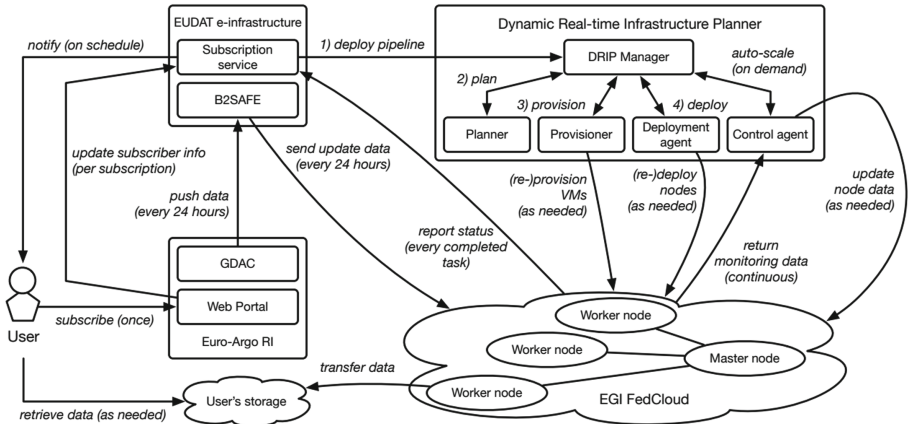 EUDAT e-infrastructure
Dynamic Real-time Infrastructure Planner
notify (on schedule)
Subscription
service
1) deploy pipeline
DRIP Manager
auto-scale
(on demand)
2) plan
B2SAFE
3) provision
4) deploy
Planner
Provisioner
Deployment
agent
Control agent
update subscriber info
(per subscription)
send update data
(every 24 hours)
push data
(every 24 hours)
(re-)provision
VMs
(as needed)
(re-)deploy
nodes
(as needed)
update
node data
(as needed)
report status
(every completed
task)
return
monitoring data
(continuous)
GDAC
Web Portal
Euro-Argo RI
User
subscribe (once)
Worker node
Worker node
Master node
Worker node
EGI FedCloud
transfer data
User's storage
retrieve data (as needed)